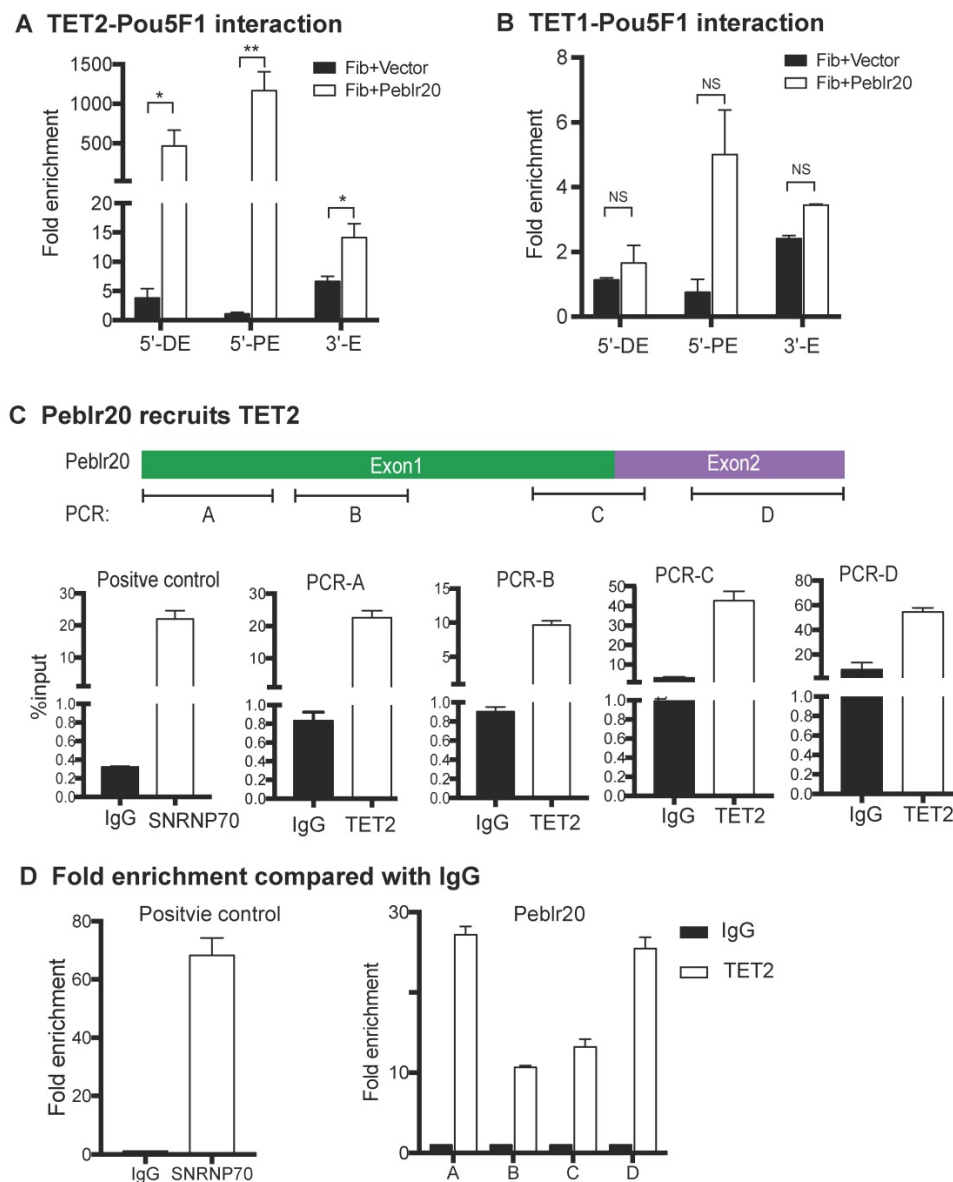 A TET2-Pou5F1 interaction
Fold enrichment
1500
1000
500
20
15
10
5
0
*
**
*
Fib+Vector
Fib+Peblr20
5'-DE 5'-PE 3'-E
B TET1-Pou5F1 interaction
Fold enrichment
8
6
4
2
0
NS
NS
NS
Fib+Vector
Fib+Peblr20
5'-DE 5'-PE 3'-E
C Peblr20 recruits TET2
Peblr20 Exon1 Exon2
PCR: A B C D
%input
Positve control
30
20
10
1.0
0.8
0.6
0.4
0.2
0.0
IgG SNRNP70
PCR-A
30
20
10
1.0
0.8
0.6
0.4
0.2
0.0
IgG TET2
PCR-B
15
10
5
1.0
0.8
0.6
0.4
0.2
0.0
IgG TET2
PCR-C
50
40
30
20
10
1.0
0.8
0.6
0.4
0.2
0.0
IgG TET2
PCR-D
80
60
40
20
1.0
0.8
0.6
0.4
0.2
0.0
IgG TET2
D Fold enrichment compared with IgG
Positvie control
Fold enrichment
80
60
40
20
0
IgG SNRNP70
Peblr20
Fold enrichment
30
10
0
A B C D
IgG
TET2